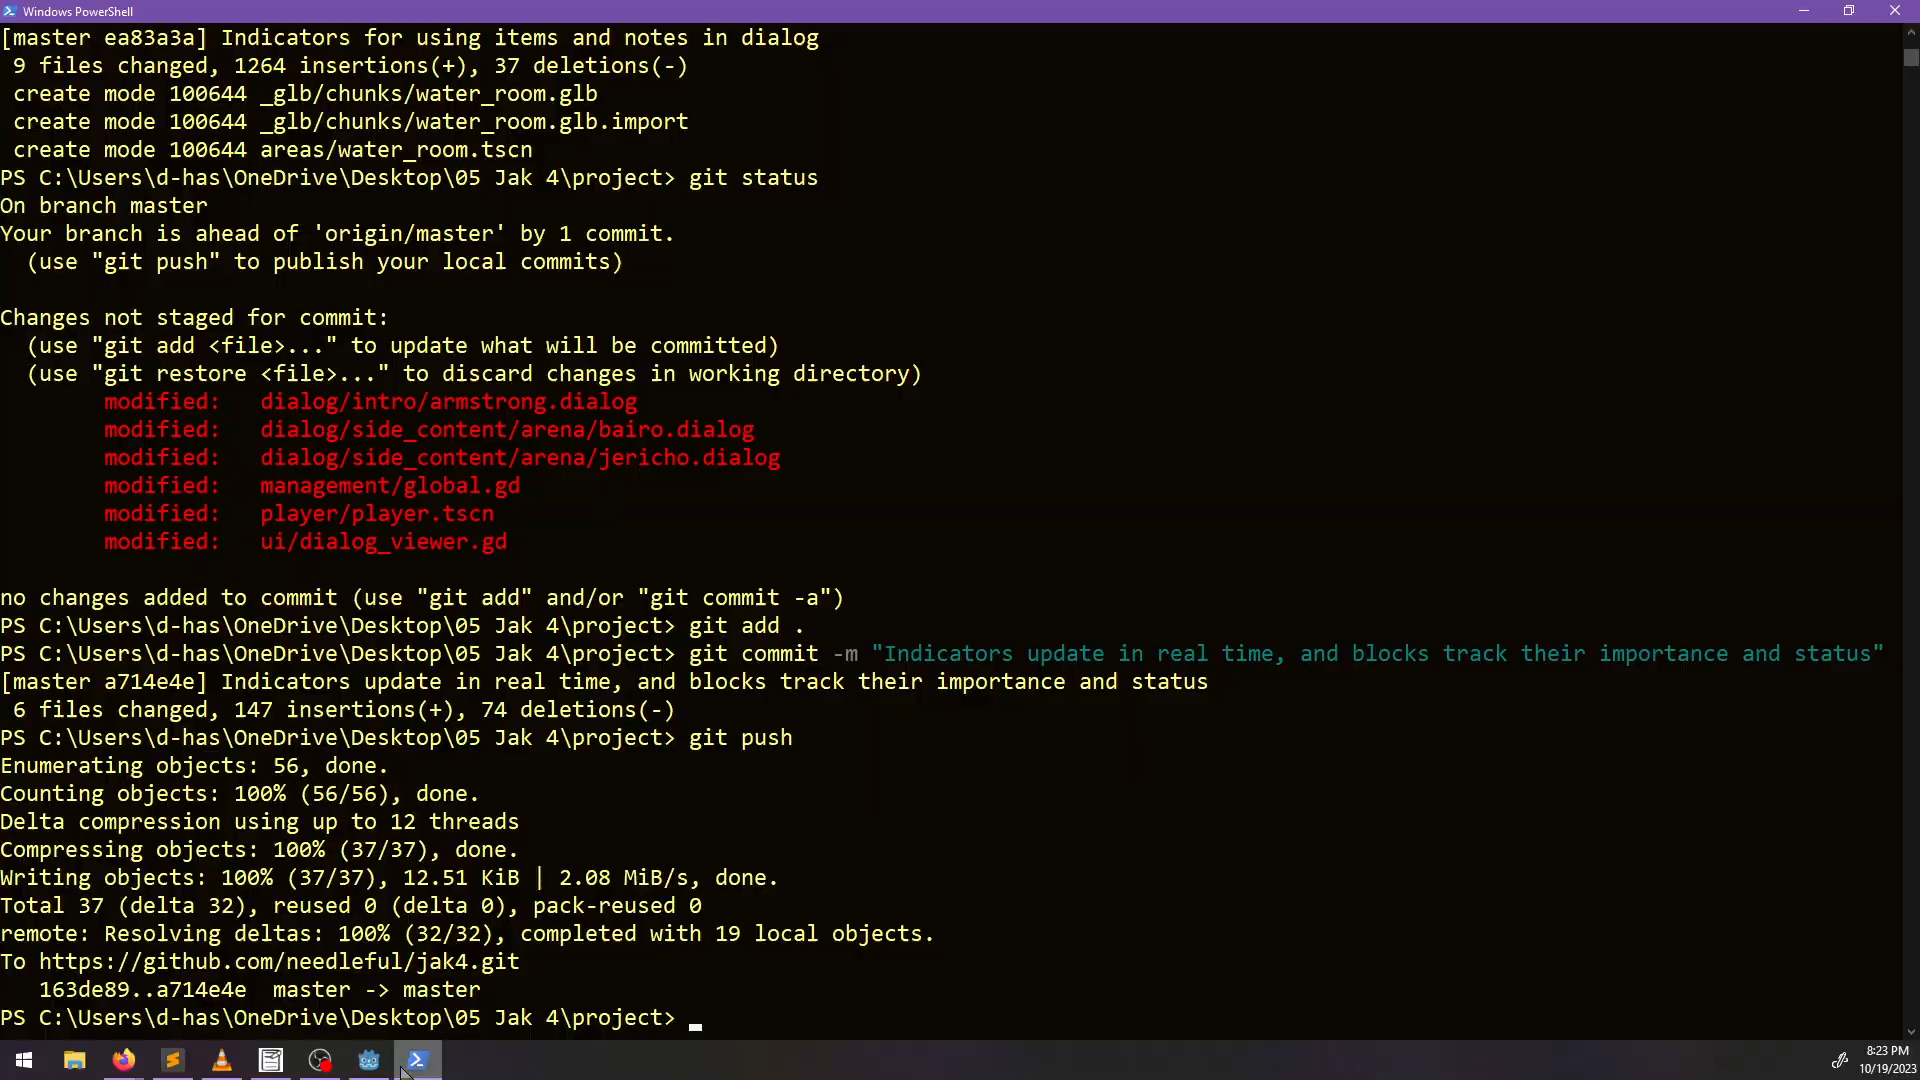 Windows PowerShell
[master ea83a3a] Indicators for using items and notes in dialog
 9 files changed, 1264 insertions(+), 37 deletions(-)
 create mode 100644 _glb/chunks/water_room.glb
 create mode 100644 _glb/chunks/water_room.glb.import
 create mode 100644 areas/water_room.tscn
PS C:\Users\d-has\OneDrive\Desktop\05 Jak 4\project> git status
On branch master
Your branch is ahead of 'origin/master' by 1 commit.
  (use "git push" to publish your local commits)

Changes not staged for commit:
  (use "git add <file>..." to update what will be committed)
  (use "git restore <file>..." to discard changes in working directory)
        modified:   dialog/intro/armstrong.dialog
        modified:   dialog/side_content/arena/bairo.dialog
        modified:   dialog/side_content/arena/jericho.dialog
        modified:   management/global.gd
        modified:   player/player.tscn
        modified:   ui/dialog_viewer.gd

no changes added to commit (use "git add" and/or "git commit -a")
PS C:\Users\d-has\OneDrive\Desktop\05 Jak 4\project> git add .
PS C:\Users\d-has\OneDrive\Desktop\05 Jak 4\project> git commit -m "Indicators update in real time, and blocks track their importance and status"
[master a714e4e] Indicators update in real time, and blocks track their importance and status
 6 files changed, 147 insertions(+), 74 deletions(-)
PS C:\Users\d-has\OneDrive\Desktop\05 Jak 4\project> git push
Enumerating objects: 56, done.
Counting objects: 100% (56/56), done.
Delta compression using up to 12 threads
Compressing objects: 100% (37/37), done.
Writing objects: 100% (37/37), 12.51 KiB | 2.08 MiB/s, done.
Total 37 (delta 32), reused 0 (delta 0), pack-reused 0
remote: Resolving deltas: 100% (32/32), completed with 19 local objects.
To https://github.com/needleful/jak4.git
   163de89..a714e4e  master -> master
PS C:\Users\d-has\OneDrive\Desktop\05 Jak 4\project>
8:23 PM
10/19/2023